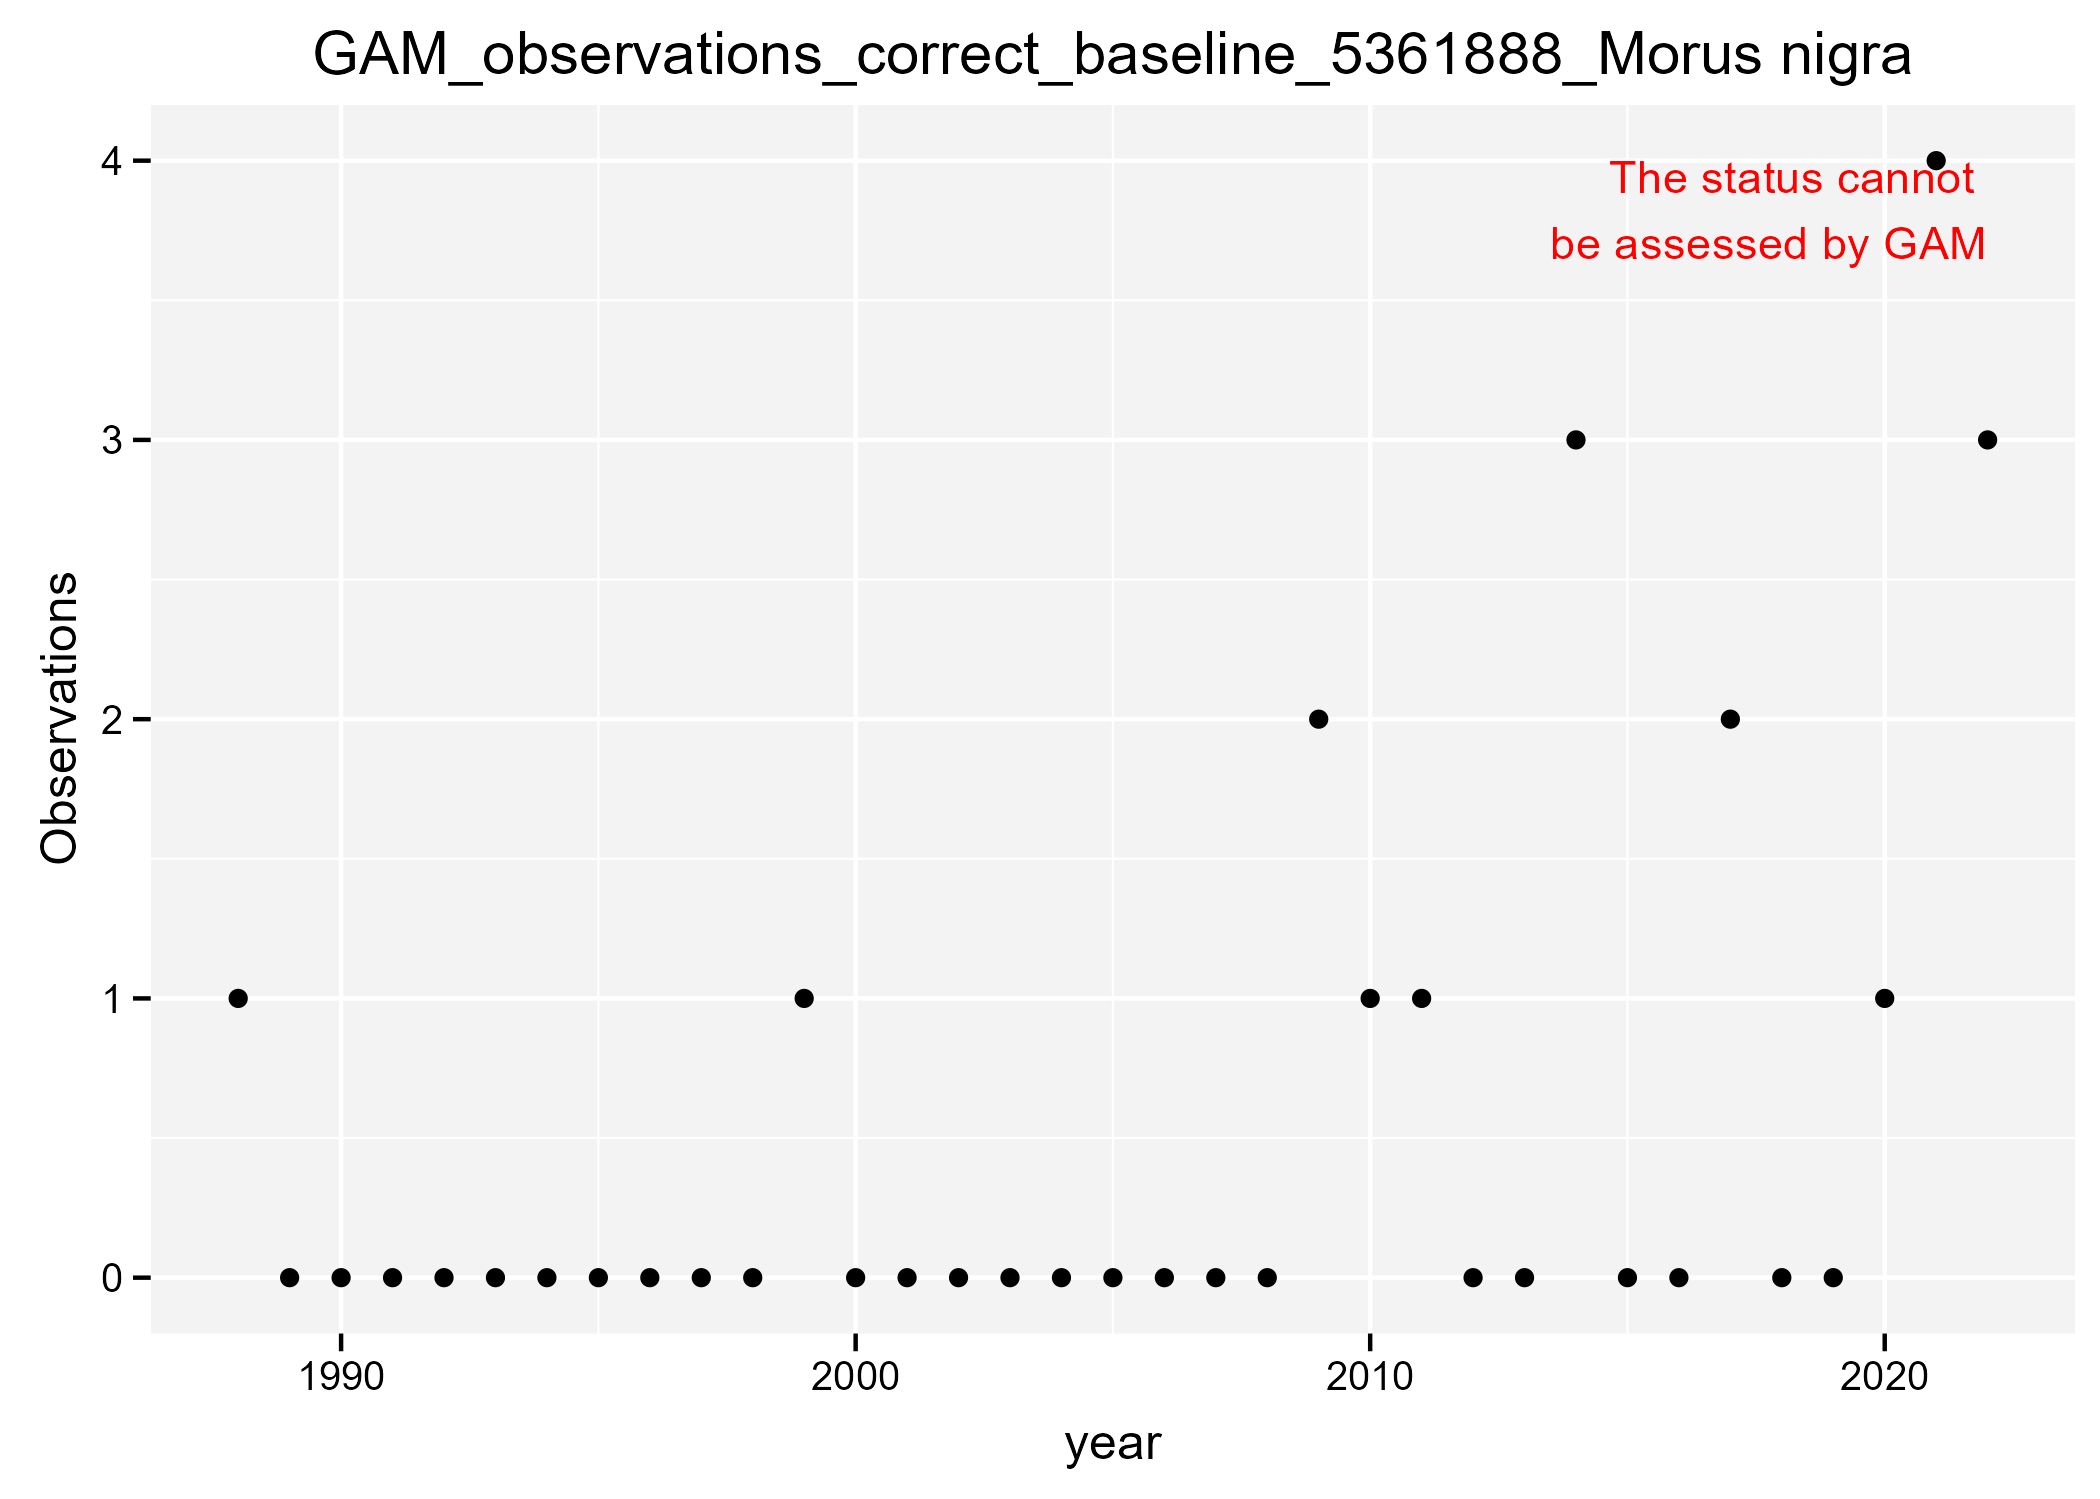 GAM_observations_correct_baseline_5361888_Morus nigra
The status cannot
be assessed by GAM
4
3
2
1
0
Observations
1990 2000 2010 2020
year